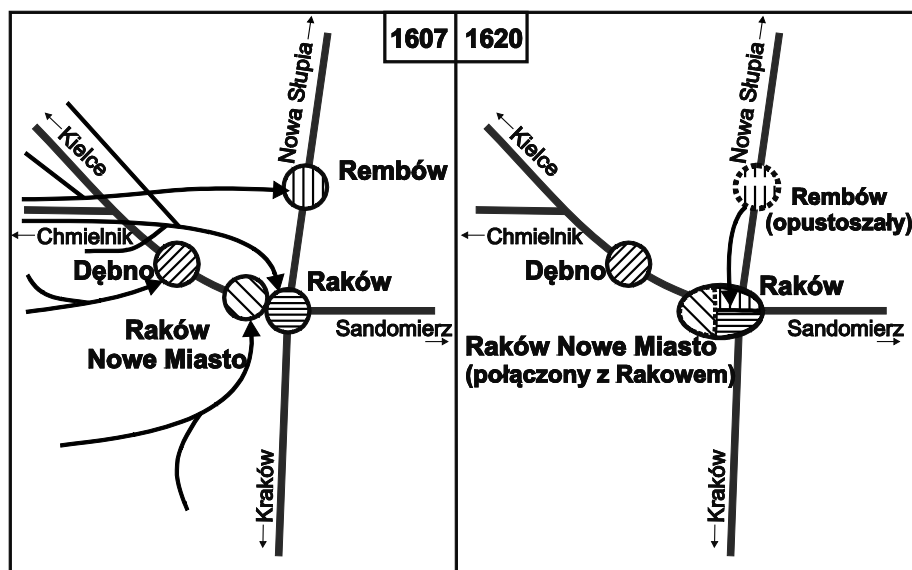 1607
Nowa Słupia
Kielce
Rembów
Chmielnik
Dębno
Raków
Raków
Nowe Miasto
Sandomierz
Kraków
1620
Nowa Słupia
Kielce
Rembów
(opustoszały)
Chmielnik
Dębno
Raków
Sandomierz
Raków Nowe Miasto
(połączony z Rakowem)
Kraków